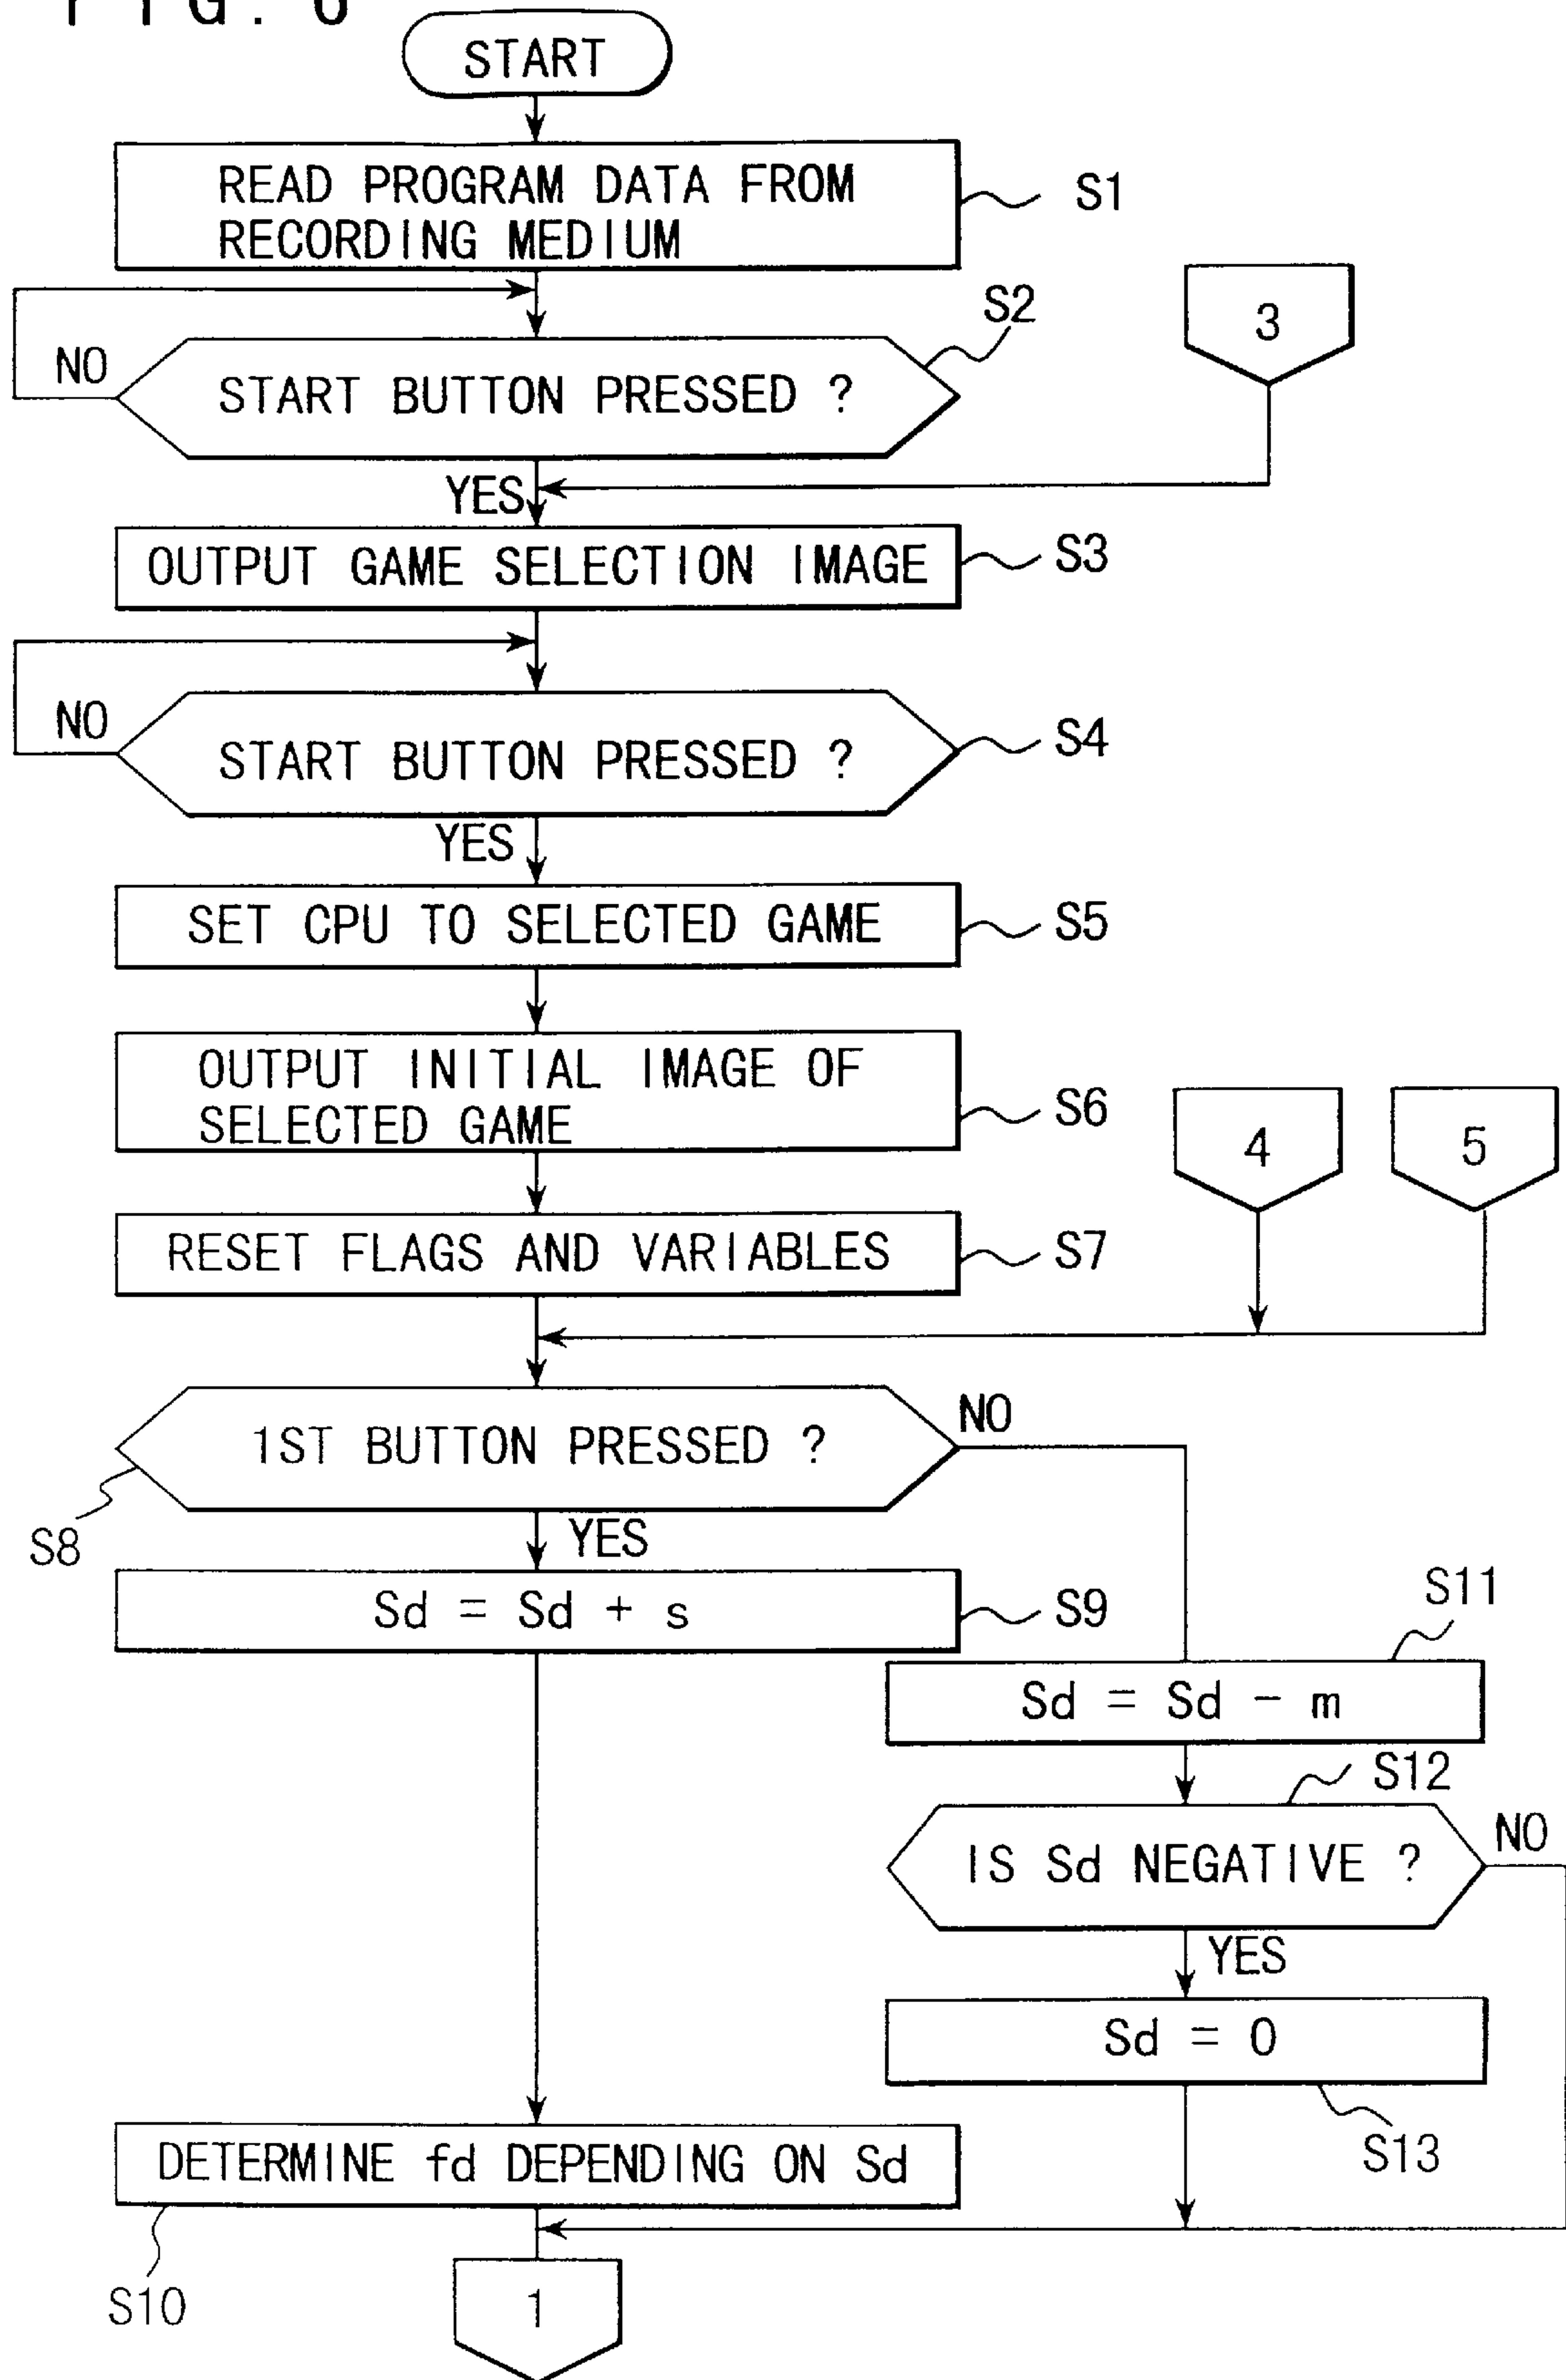 FIG. 6
START
READ PROGRAM DATA FROM
RECORDING MEDIUM
S1
S2
3
NO
START BUTTON PRESSED ?
YES
OUTPUT GAME SELECTION IMAGE
S3
NO
START BUTTON PRESSED ?
S4
YES
SET CPU TO SELECTED GAME
S5
OUTPUT INITIAL IMAGE OF
SELECTED GAME
S6
4
5
RESET FLAGS AND VARIABLES
S7
1ST BUTTON PRESSED ?
NO
S8
YES
Sd = Sd + s
S9
S11
Sd = Sd - m
S12
IS Sd NEGATIVE ?
NO
YES
Sd = 0
S13
DETERMINE fd DEPENDING ON Sd
S10
1